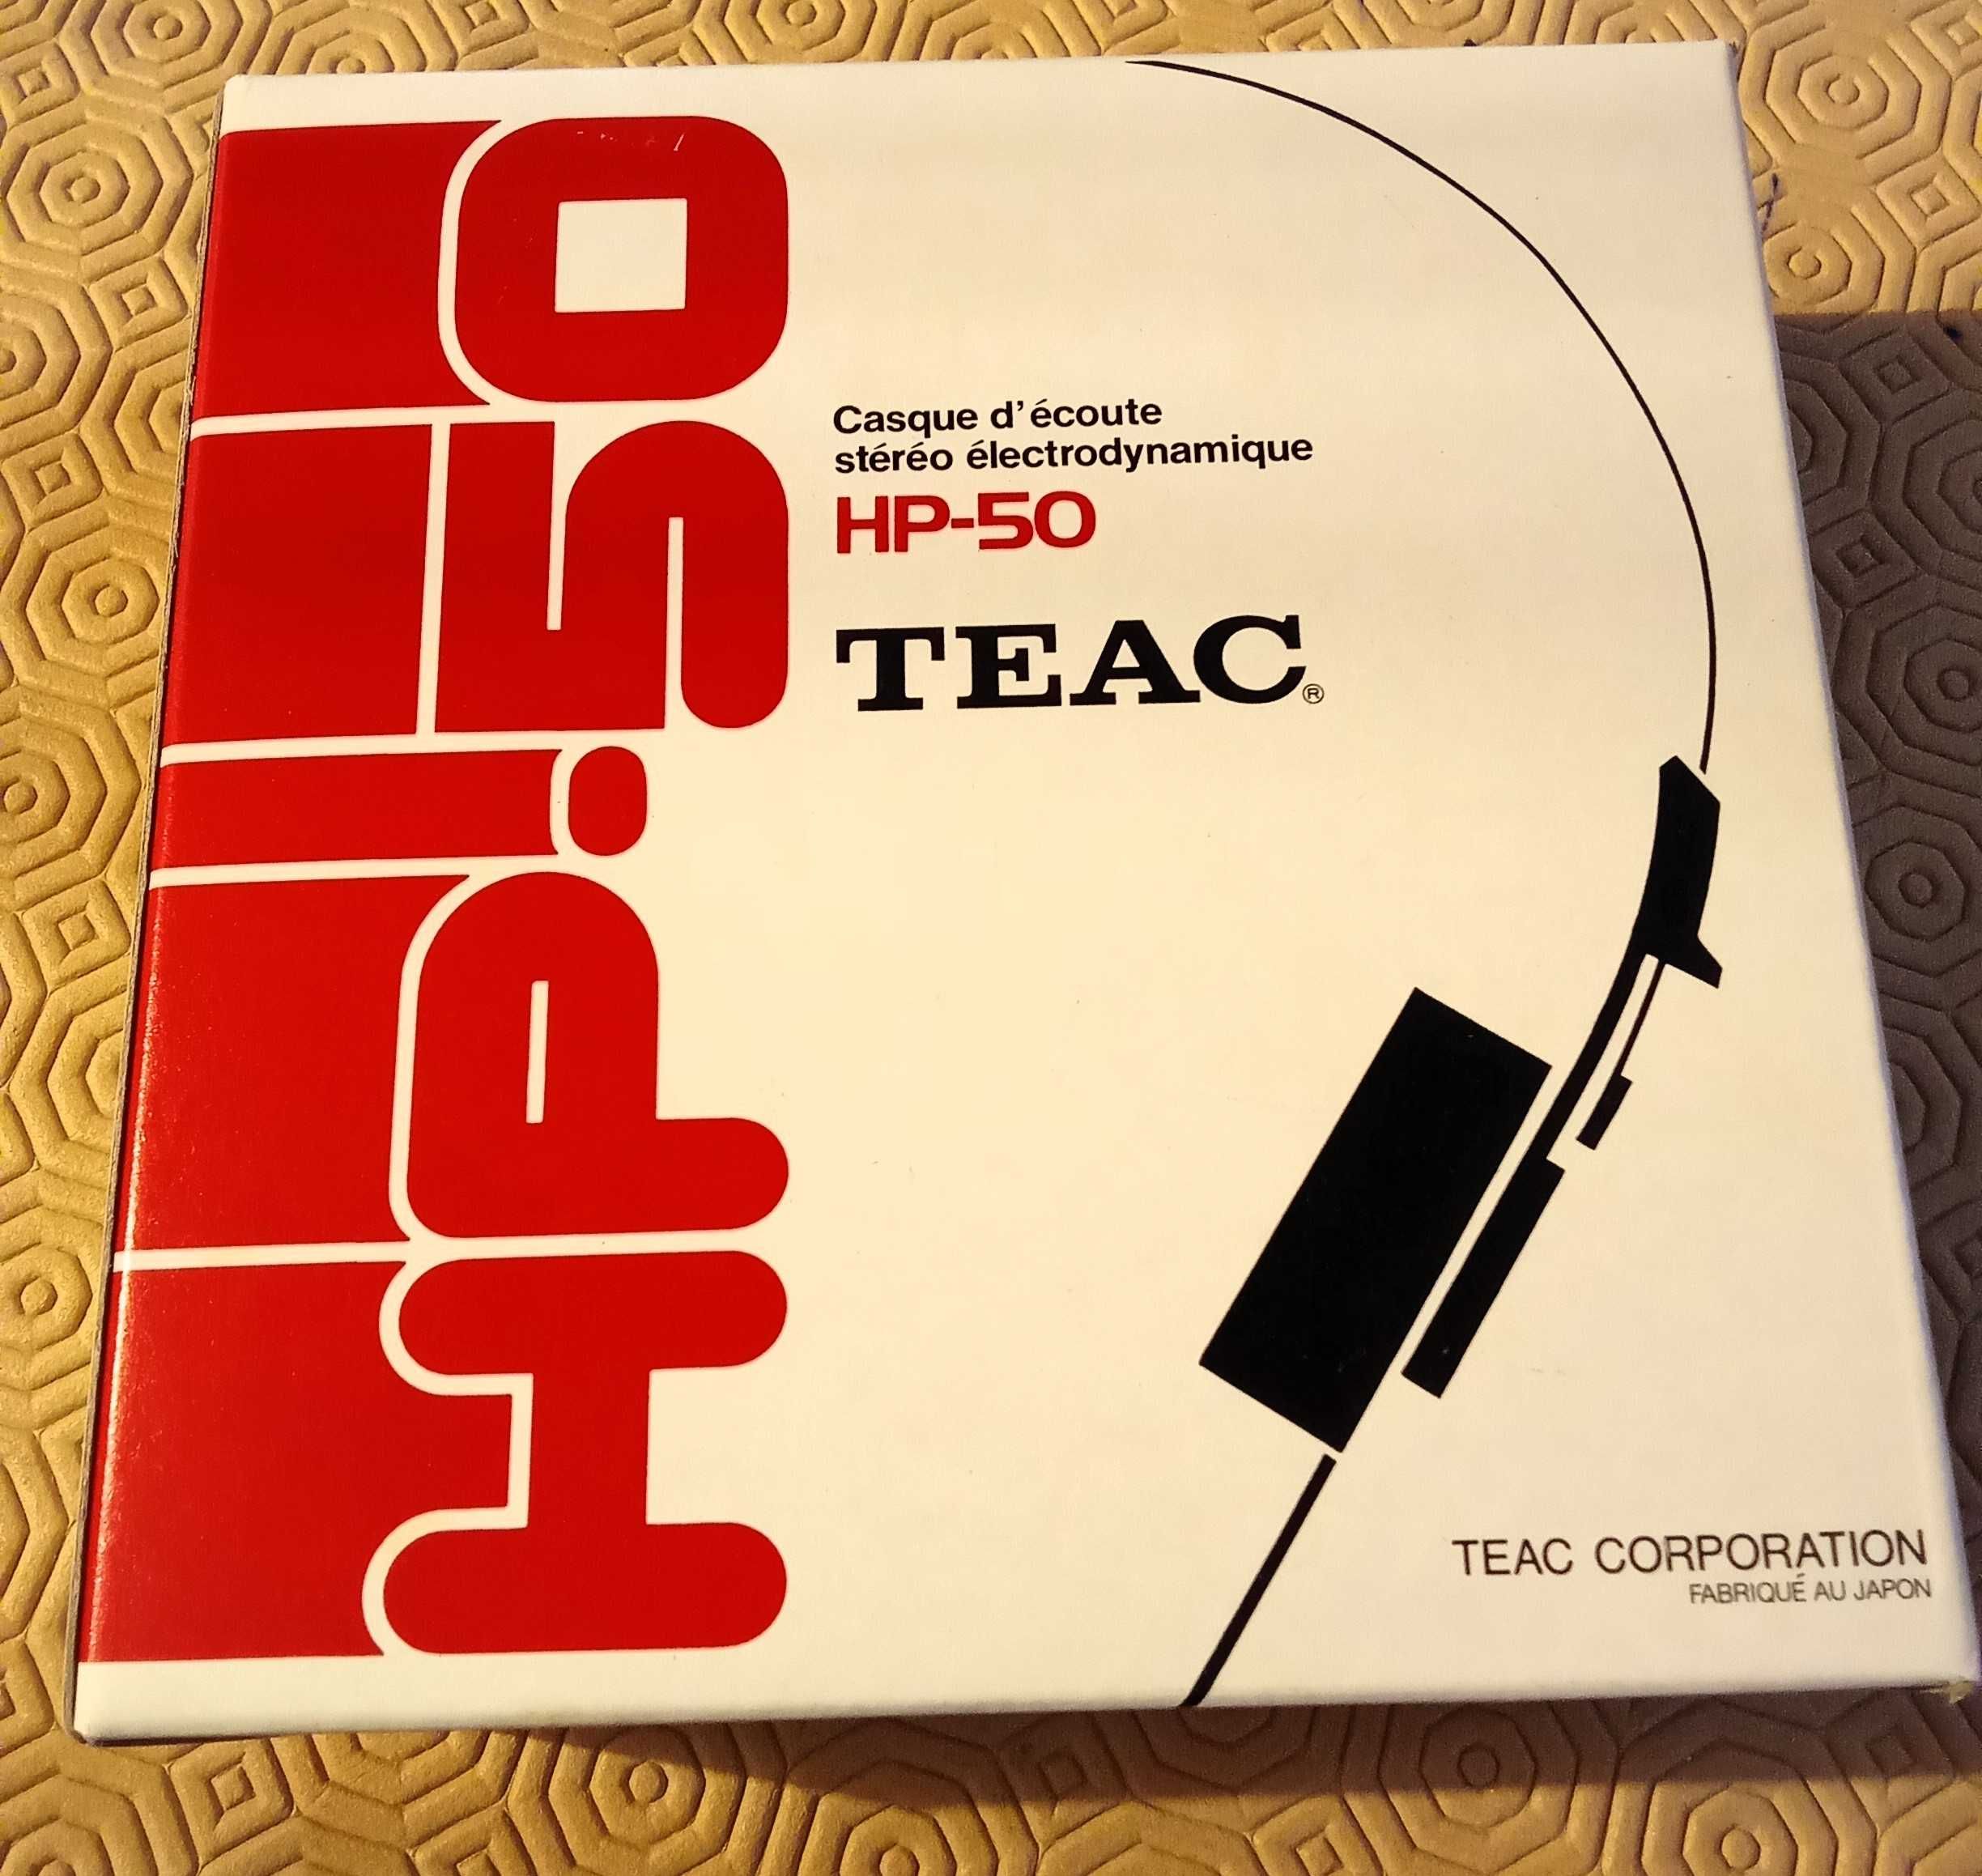 HP-50
Casque d'écoute
stéréo électrodynamique
HP-50
TEAC®
TEAC CORPORATION
FABRIQUÉ AU JAPON